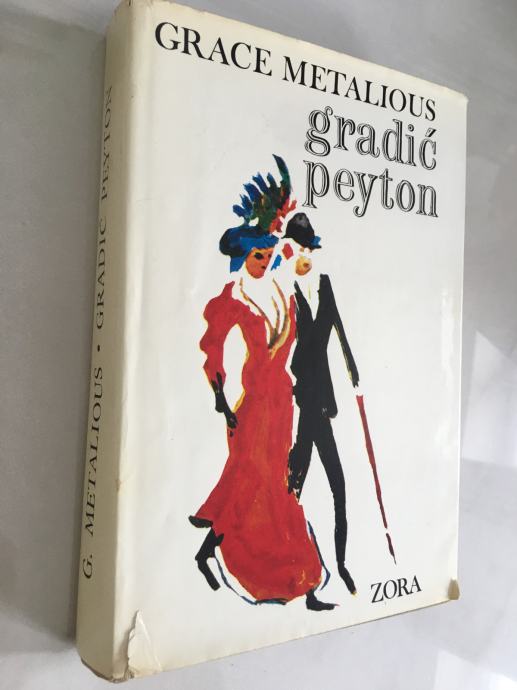 GRACE METALIOUS
gradić
peyton
ZORA
G. METALIOUS • GRADIĆ PEYTON